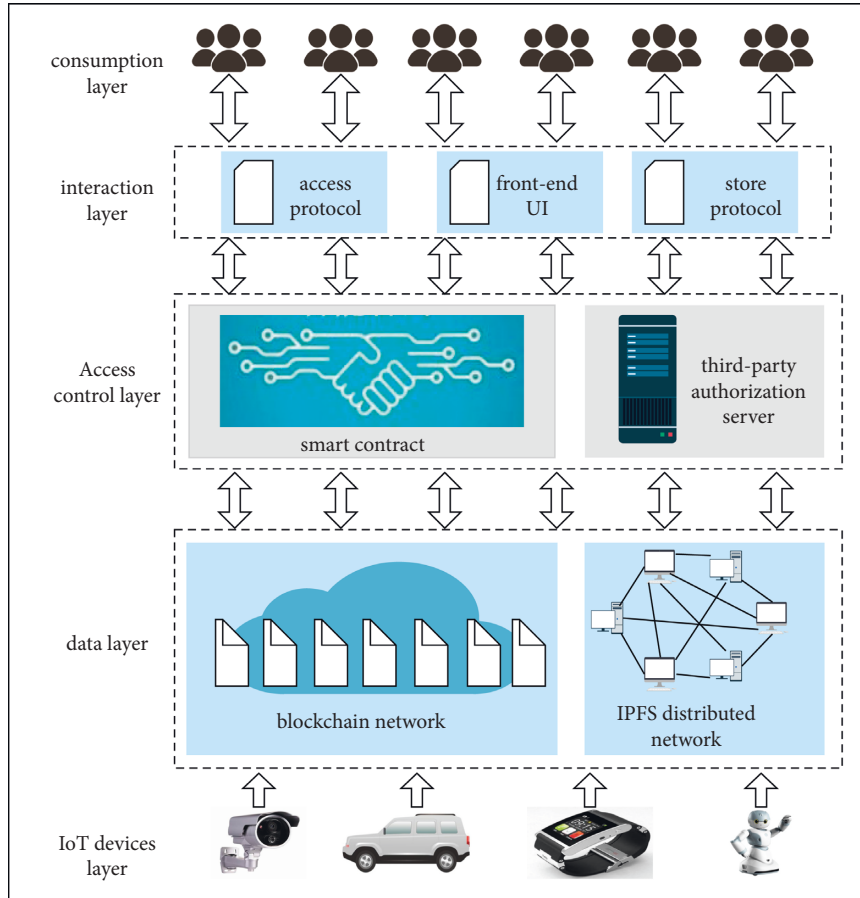 consumption
layer
interaction
layer
access
protocol
front-end
UI
store
protocol
Access
control layer
smart contract
third-party
authorization
server
data layer
blockchain network
IPFS distributed
network
IoT devices
layer